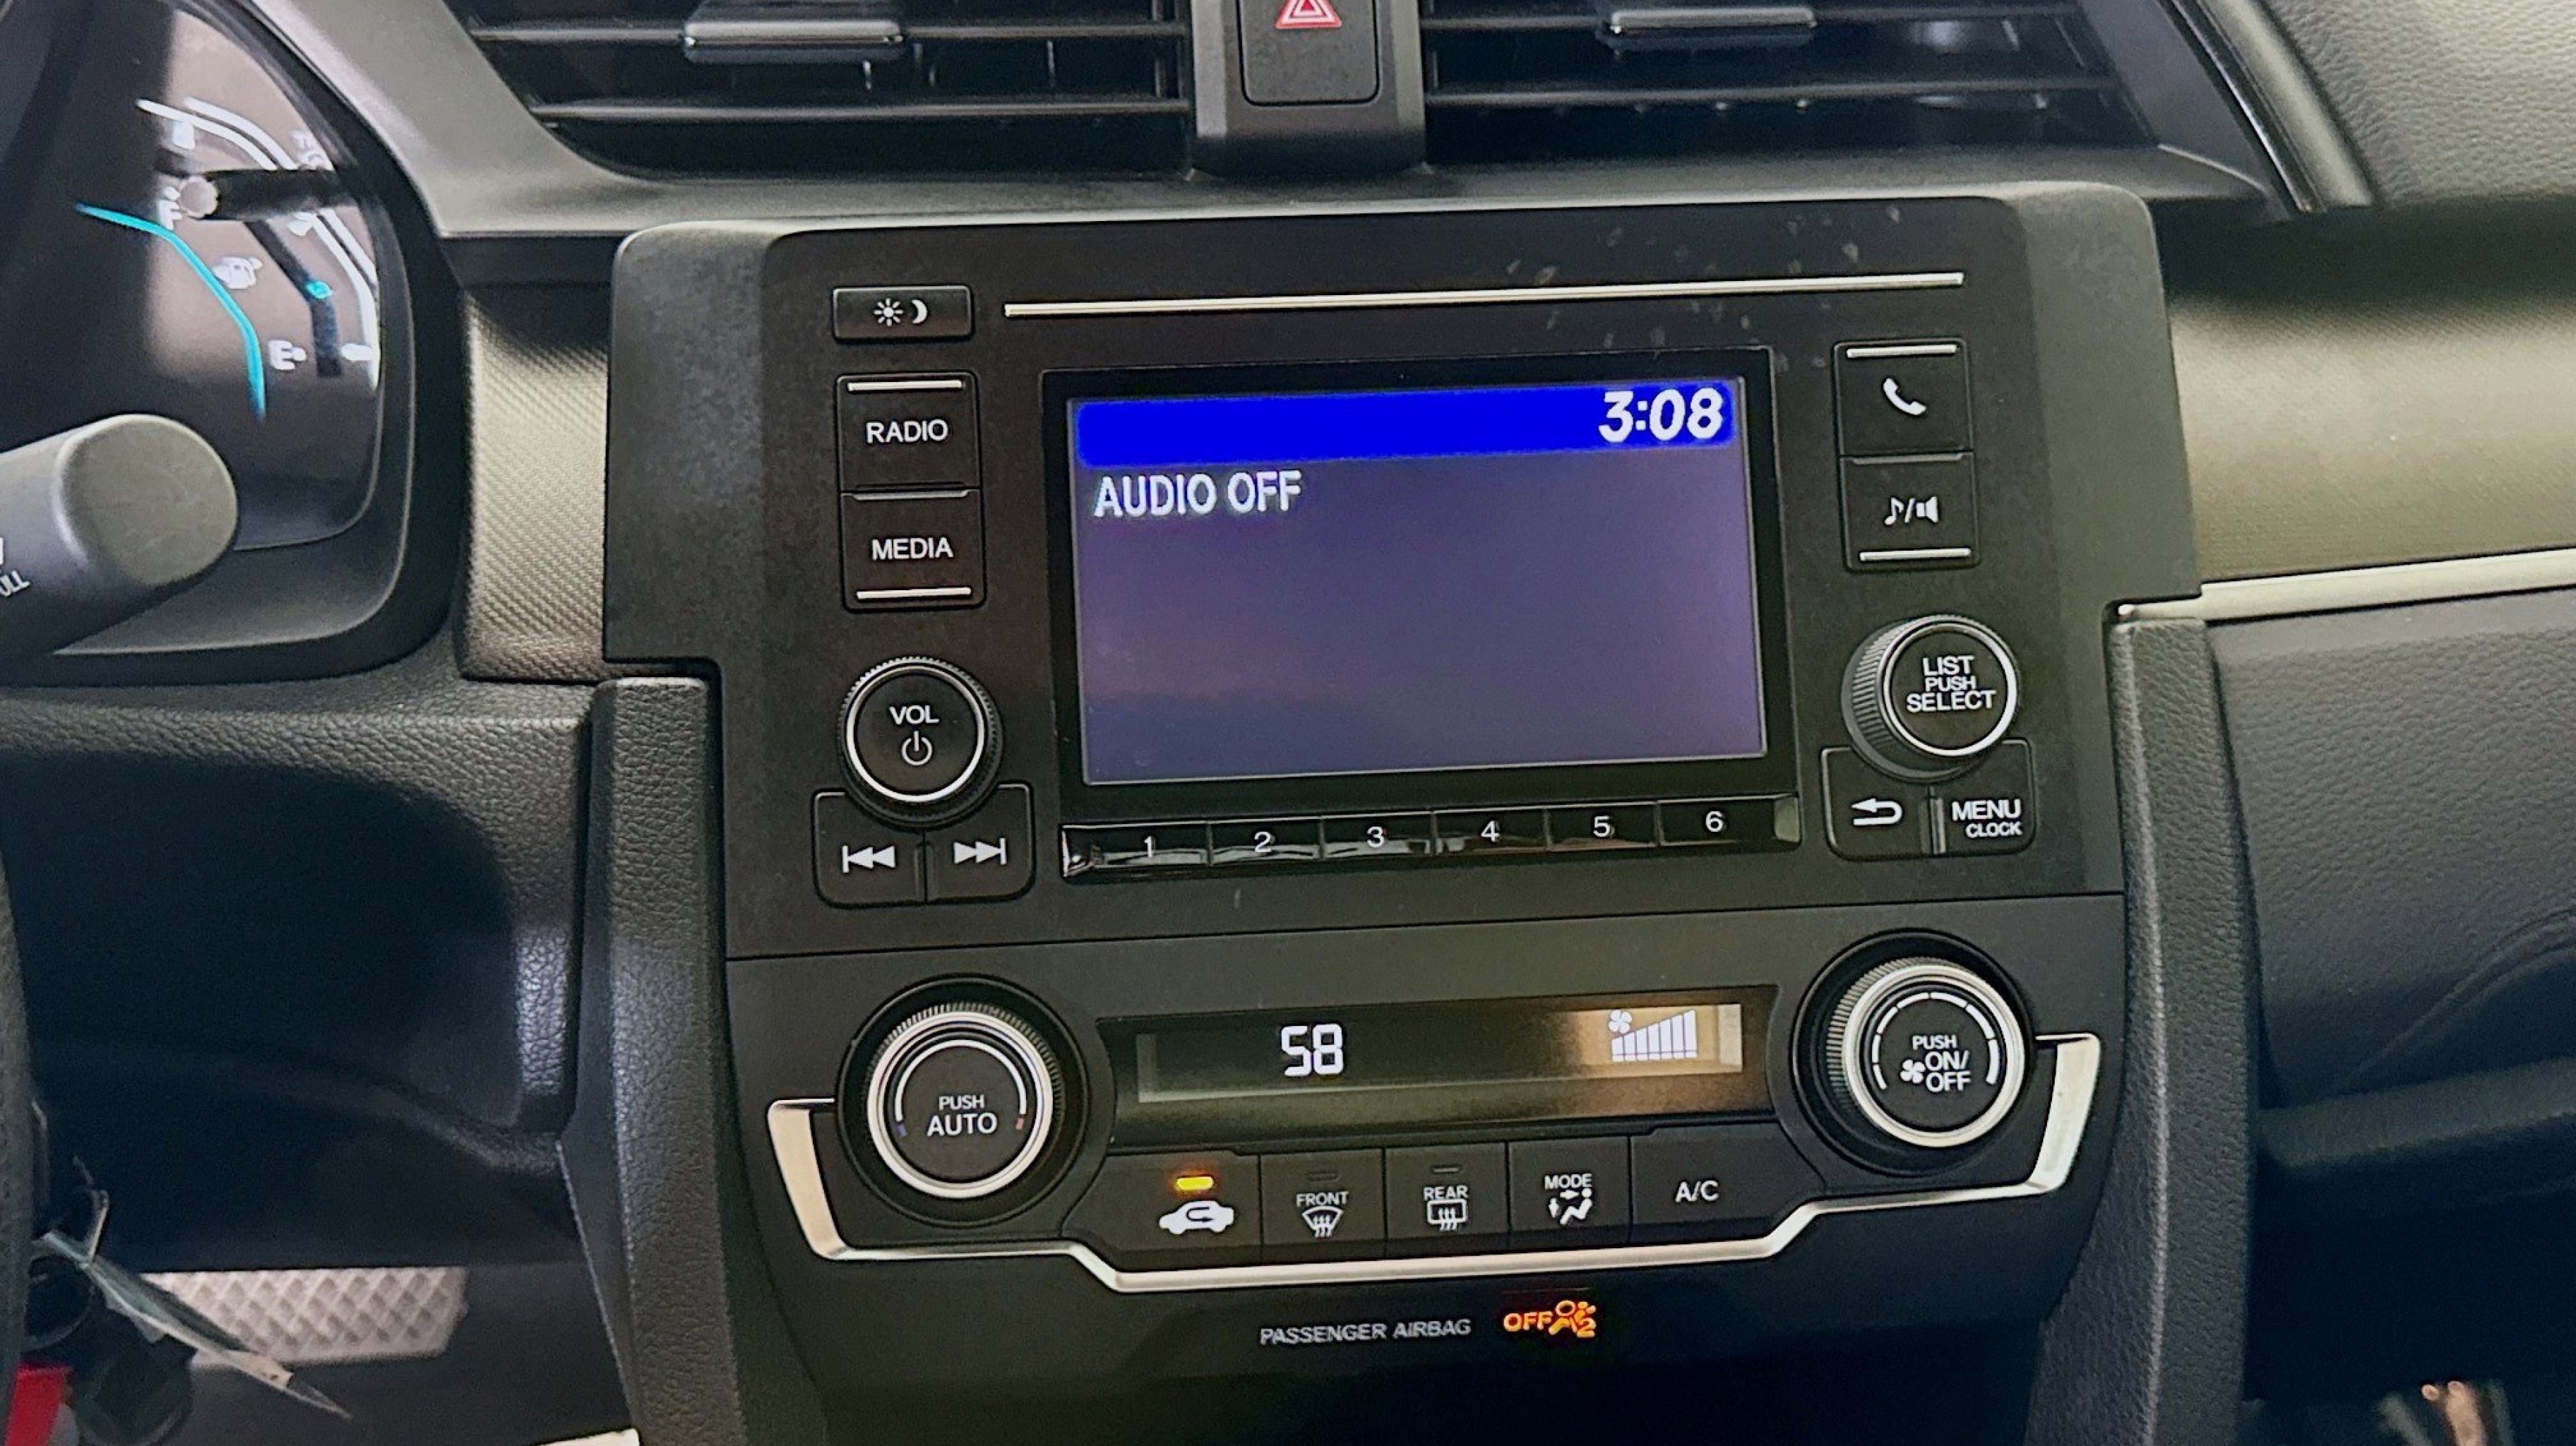 3:08
AUDIO OFF
RADIO
MEDIA
VOL
LIST
PUSH
SELECT
MENU
CLOCK
1 2 3 4 5 6
58
PUSH
AUTO
PUSH
ON/
OFF
FRONT
REAR
MODE
A/C
PASSENGER AIRBAG OFF 2
F
E